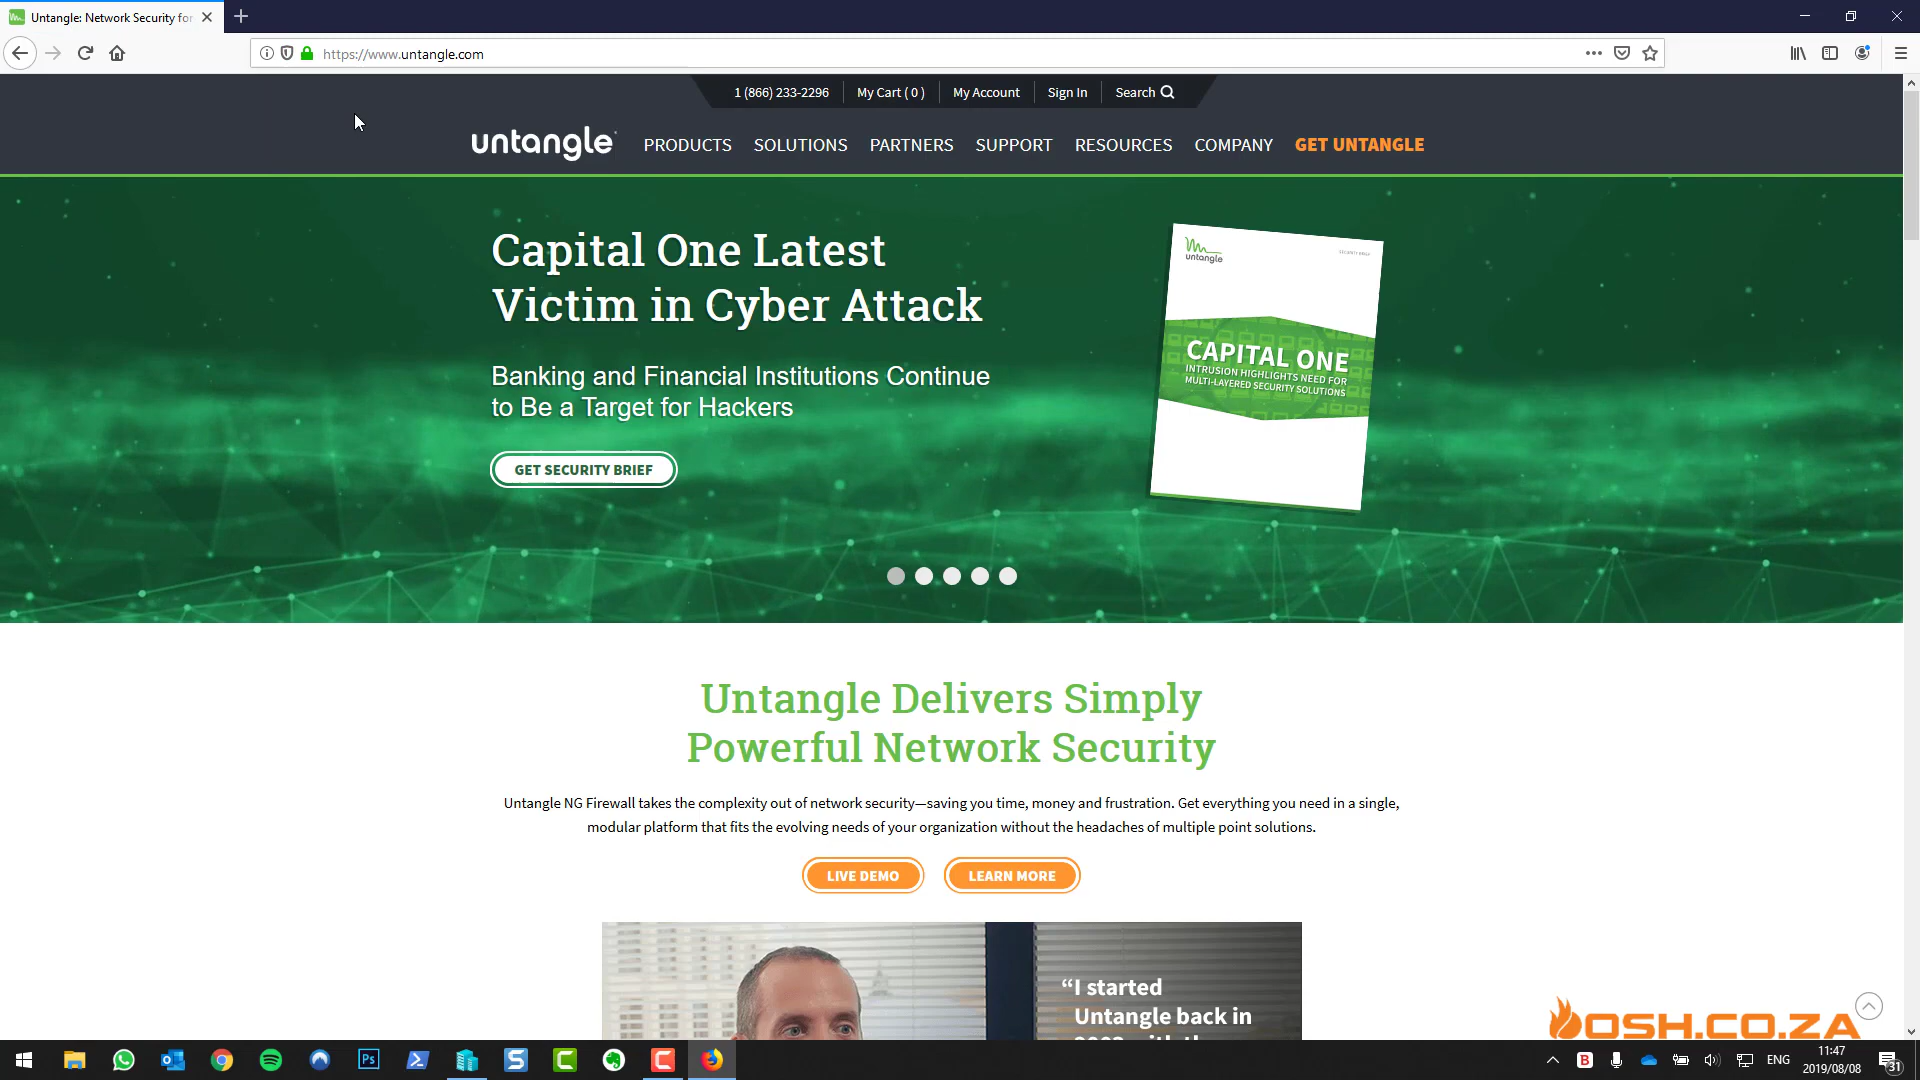 Untangle: Network Security for
https://www.untangle.com
1 (866) 233-2296
My Cart ( 0 )
My Account
Sign In
Search
untangle
PRODUCTS
SOLUTIONS
PARTNERS
SUPPORT
RESOURCES
COMPANY
GET UNTANGLE
Capital One Latest
Victim in Cyber Attack
Banking and Financial Institutions Continue
to Be a Target for Hackers
GET SECURITY BRIEF
untangle
SECURITY BRIEF
CAPITAL ONE
INTRUSION HIGHLIGHTS NEED FOR
MULTI-LAYERED SECURITY SOLUTIONS
Untangle Delivers Simply
Powerful Network Security
Untangle NG Firewall takes the complexity out of network security—saving you time, money and frustration. Get everything you need in a single,
modular platform that fits the evolving needs of your organization without the headaches of multiple point solutions.
LIVE DEMO
LEARN MORE
“I started
Untangle back in
OSH.CO.ZA
Ps
S
C
C
B
ENG
11:47
2019/08/08
31